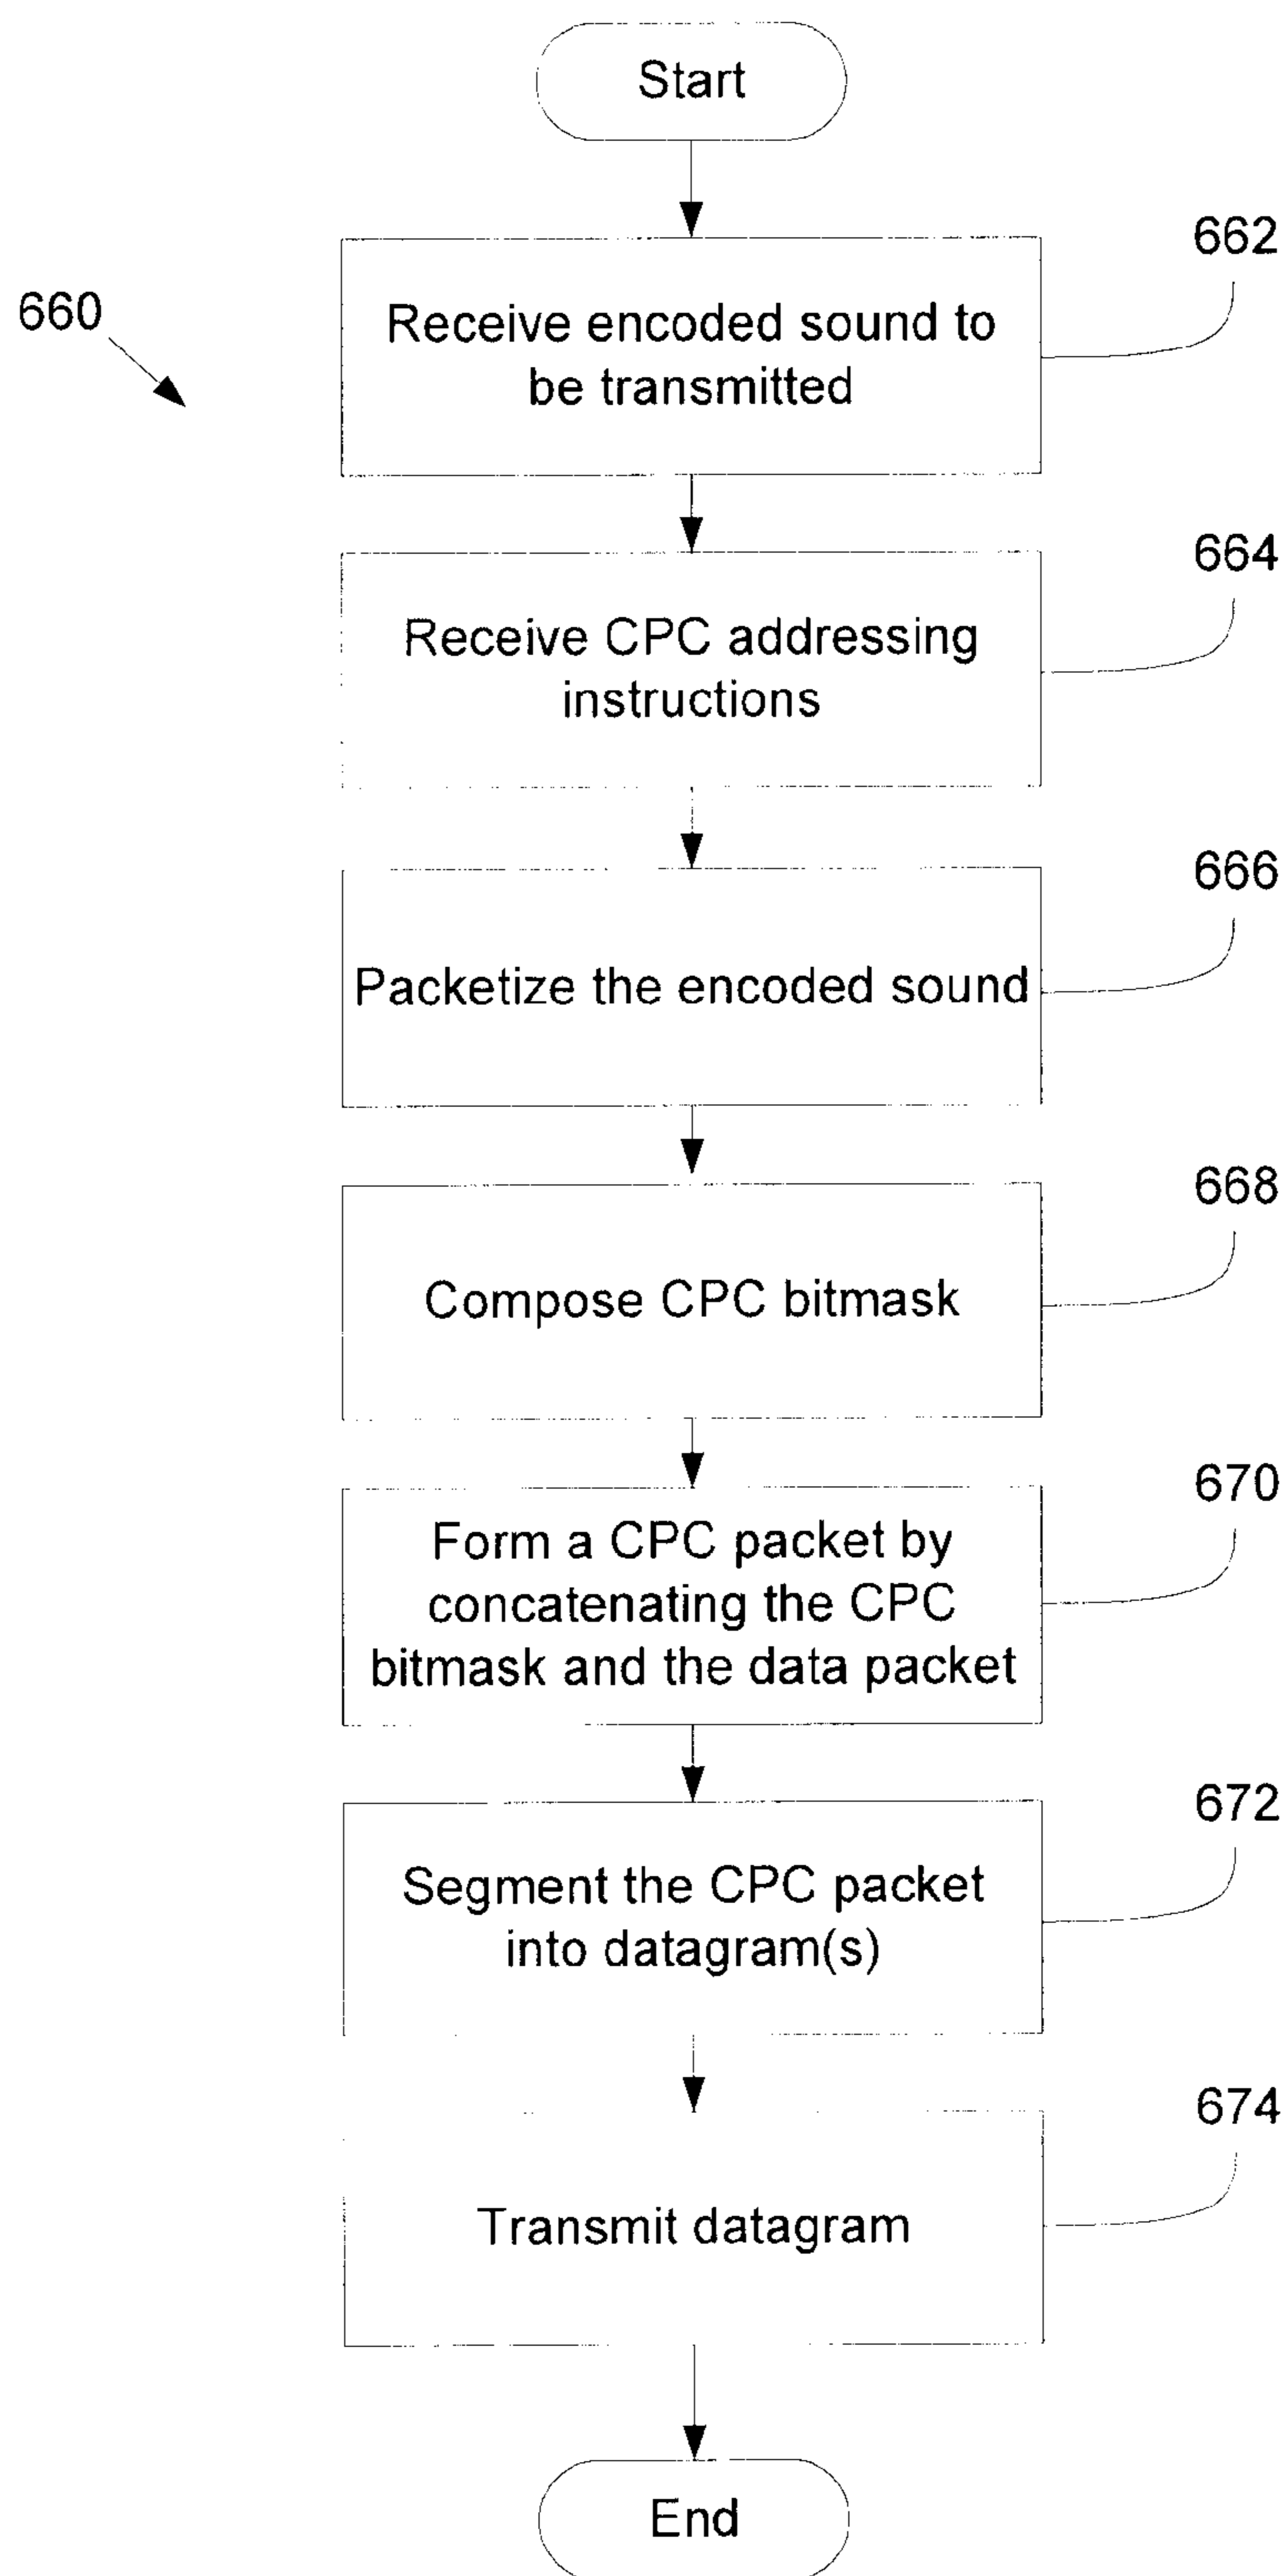 Start
662
660
Receive encoded sound to
be transmitted
664
Receive CPC addressing
instructions
666
Packetize the encoded sound
668
Compose CPC bitmask
670
Form a CPC packet by
concatenating the CPC
bitmask and the data packet
672
Segment the CPC packet
into datagram(s)
674
Transmit datagram
End